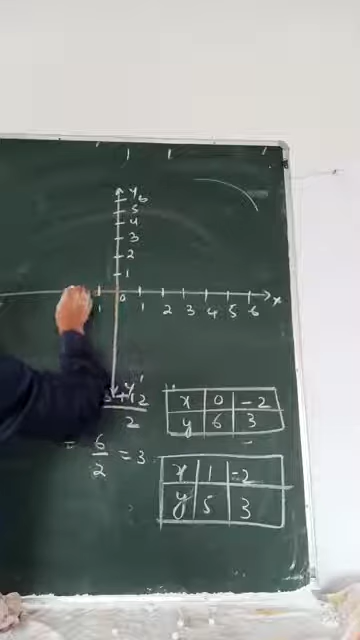 y
6
5
4
3
2
1
1 0 1 2 3 4 5 6 x
y'
2
= 6/2 = 3
x 0 -2
y 6 3
x 1 -2
y 5 3